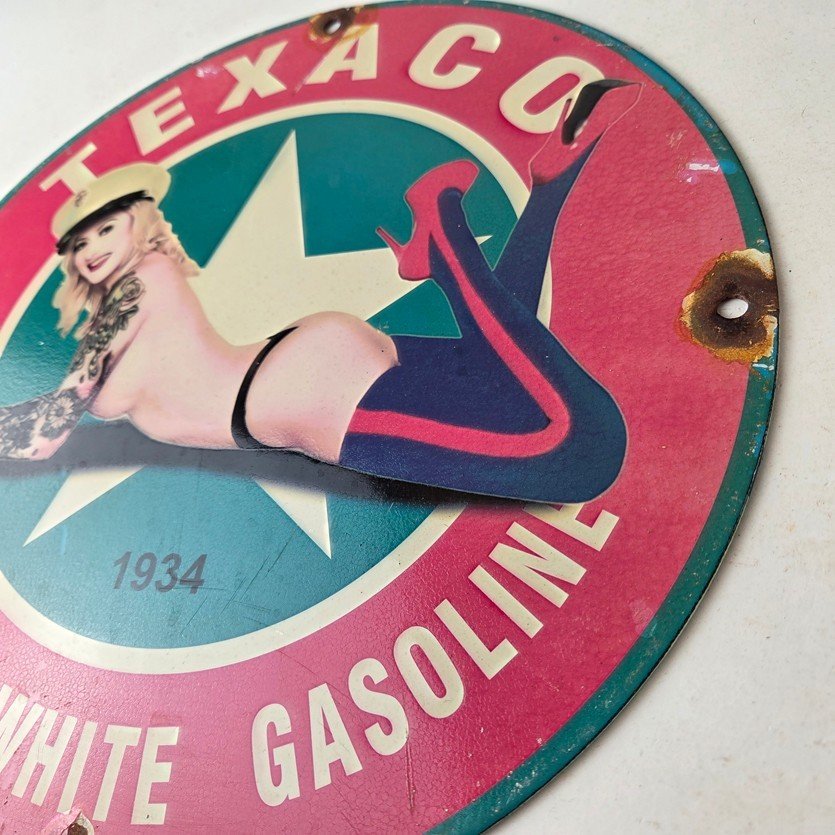 TEXACO
1934
WHITE GASOLINE